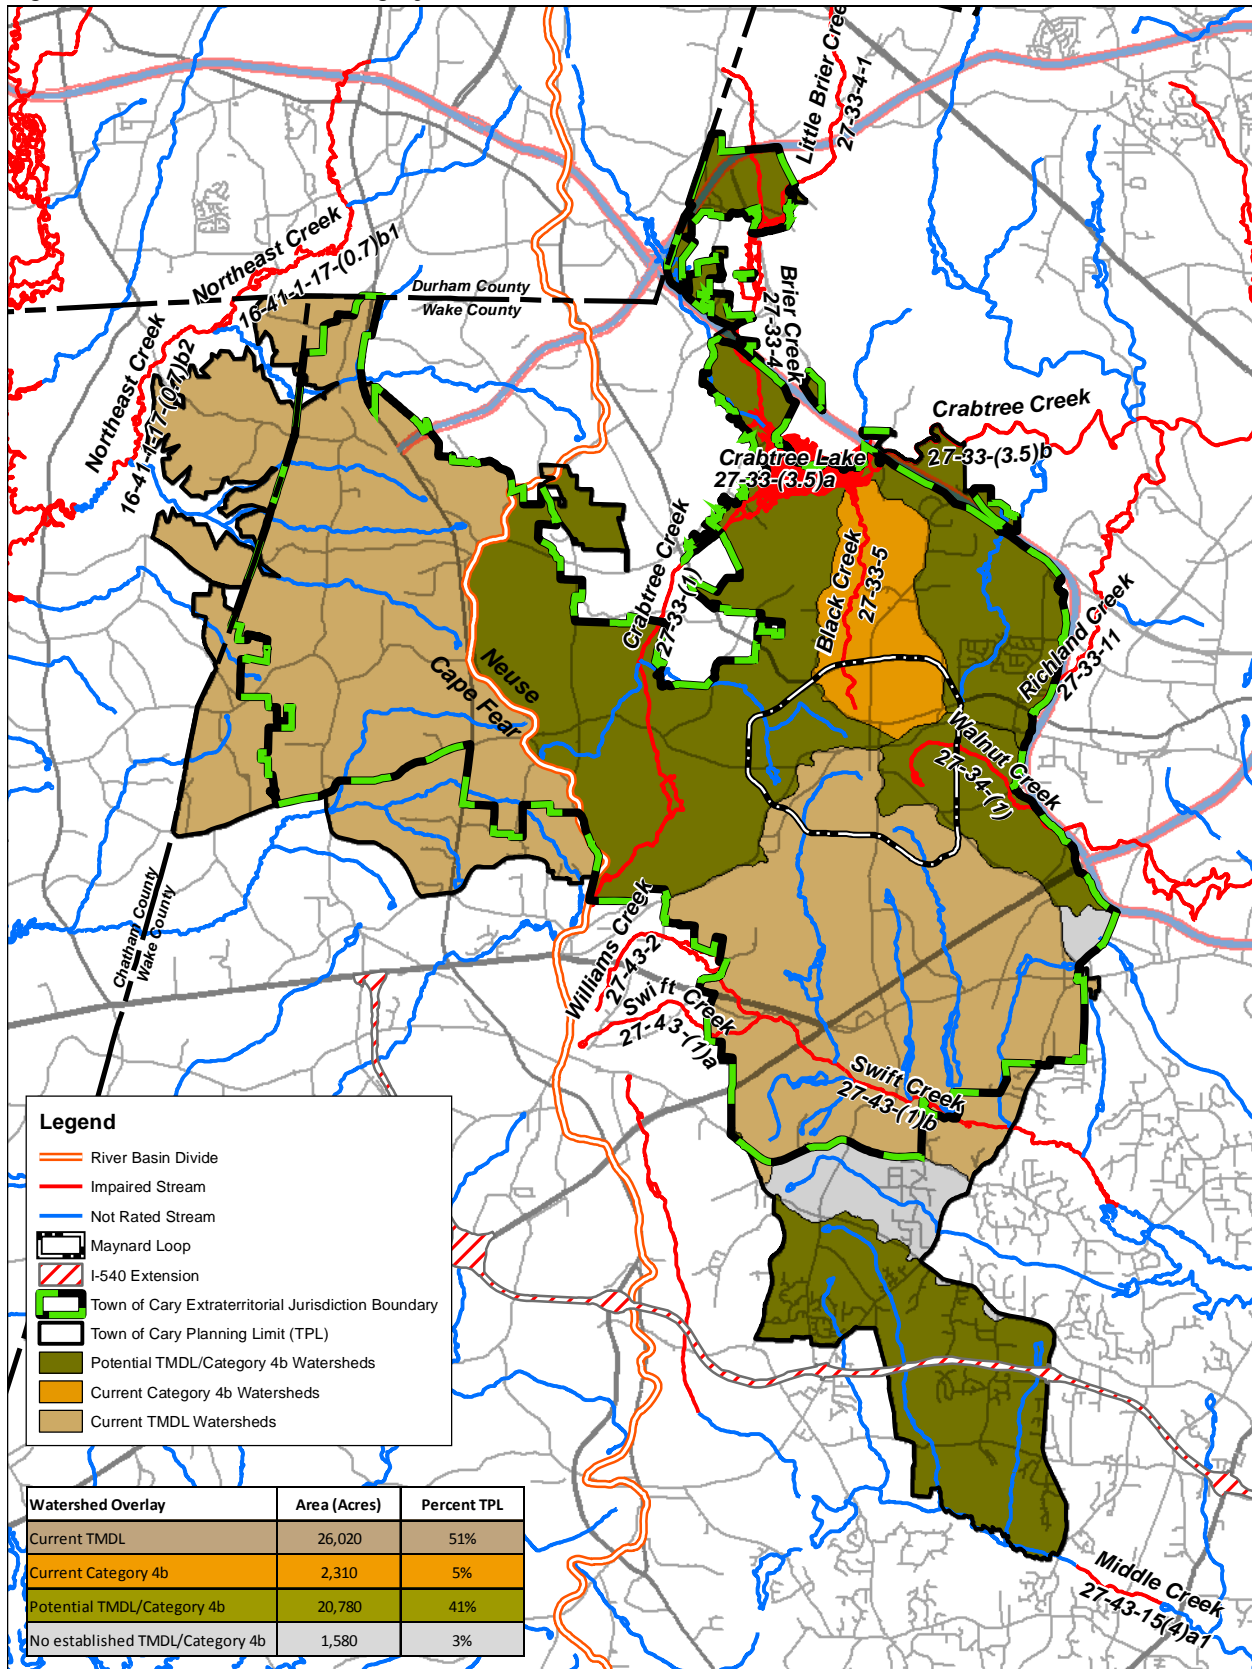 Little Brier Cree
27-33-4-1
Northeast Creek
16-41-1-17-(0.7)b1
Durham County
Wake County
Brier Creek
27-33-4
Northeast Creek
16-41-1-17-(0.7)b2
Crabtree Creek
27-33-(3.5)b
Crabtree Lake
27-33-(3.5)a
Crabtree Creek
27-33-(1)
Black Creek
27-33-5
Richland Creek
27-33-11
Neuse
Cape Fear
Walnut Creek
27-34-(1)
Chatham County
Wake County
Williams Creek
27-43-2
Swift Creek
27-43-(1)a
Swift Creek
27-43-(1)b
Legend
River Basin Divide
Impaired Stream
Not Rated Stream
Maynard Loop
I-540 Extension
Town of Cary Extraterritorial Jurisdiction Boundary
Town of Cary Planning Limit (TPL)
Potential TMDL/Category 4b Watersheds
Current Category 4b Watersheds
Current TMDL Watersheds
Watershed Overlay Area (Acres) Percent TPL
Current TMDL 26,020 51%
Current Category 4b 2,310 5%
Potential TMDL/Category 4b 20,780 41%
No established TMDL/Category 4b 1,580 3%
Middle Creek
27-43-15(4)a1